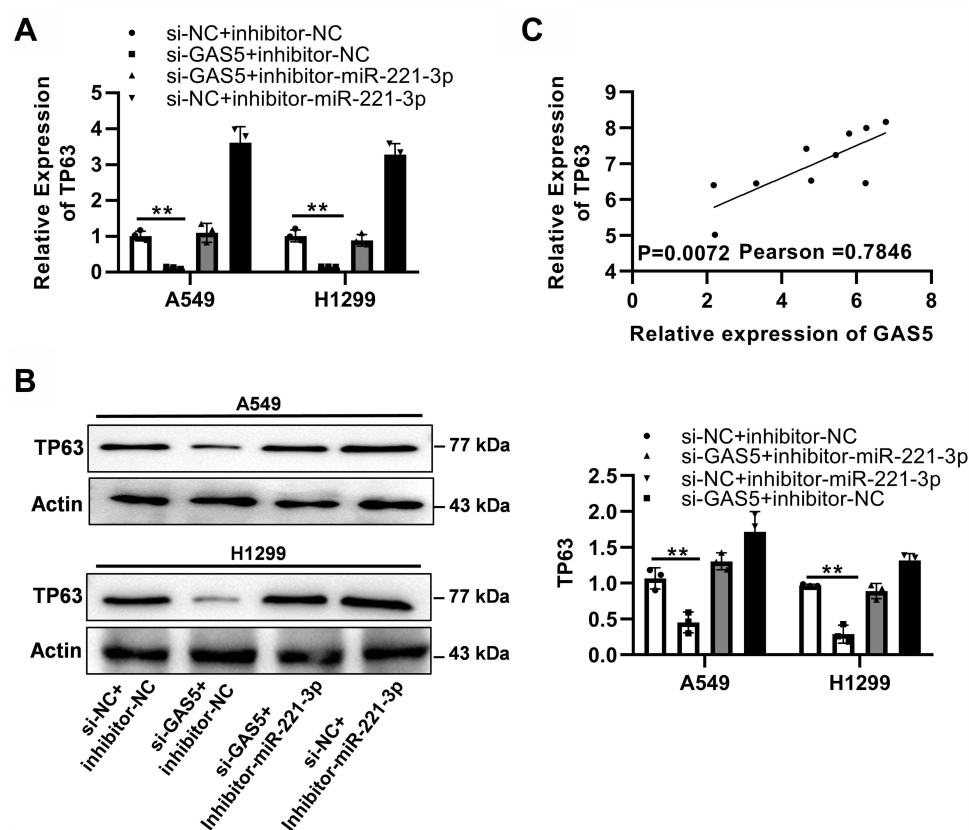 A
si-NC+inhibitor-NC
si-GAS5+inhibitor-NC
si-GAS5+inhibitor-miR-221-3p
si-NC+inhibitor-miR-221-3p
Relative Expression
of TP63
5
4
3
2
1
0
**
**
A549
H1299
C
Relative Expression
of TP63
9
8
7
6
5
4
P=0.0072 Pearson =0.7846
0 2 4 6 8
Relative expression of GAS5
B
A549
TP63
77 kDa
Actin
43 kDa
H1299
TP63
77 kDa
Actin
43 kDa
si-NC+
inhibitor-NC
si-GAS5+
inhibitor-NC
si-GAS5+
Inhibitor-miR-221-3p
si-NC+
Inhibitor-miR-221-3p
si-NC+inhibitor-NC
si-GAS5+inhibitor-miR-221-3p
si-NC+inhibitor-miR-221-3p
si-GAS5+inhibitor-NC
TP63
2.5
2.0
1.5
1.0
0.5
0.0
**
**
A549
H1299